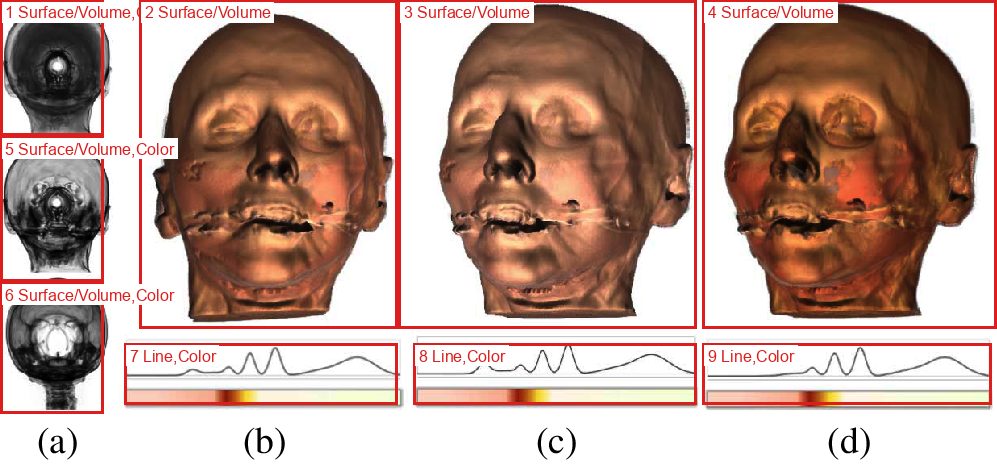 1 Surface/Volume,C
2 Surface/Volume
3 Surface/Volume
4 Surface/Volume
5 Surface/Volume,Color
6 Surface/Volume,Color
7 Line,Color
8 Line,Color
9 Line,Color
(a)
(b)
(c)
(d)